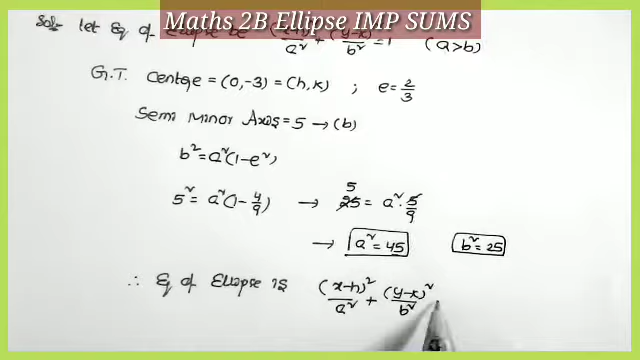 Maths 2B Ellipse IMP SUMS
Sol:- let Eq of Ellipse be (x-h)²/a² + (y-k)²/b² = 1 (a>b)
G.T. Centre = (0,-3) = (h,k) ; e = 2/3
Semi Minor Axis = 5 → (b)
b² = a²(1-e²)
5² = a²(1-4/9) → 25 = a². 5/9
5
→ a² = 45 b² = 25
∴ Eq of Ellipse is (x-h)²/a² + (y-k)²/b²